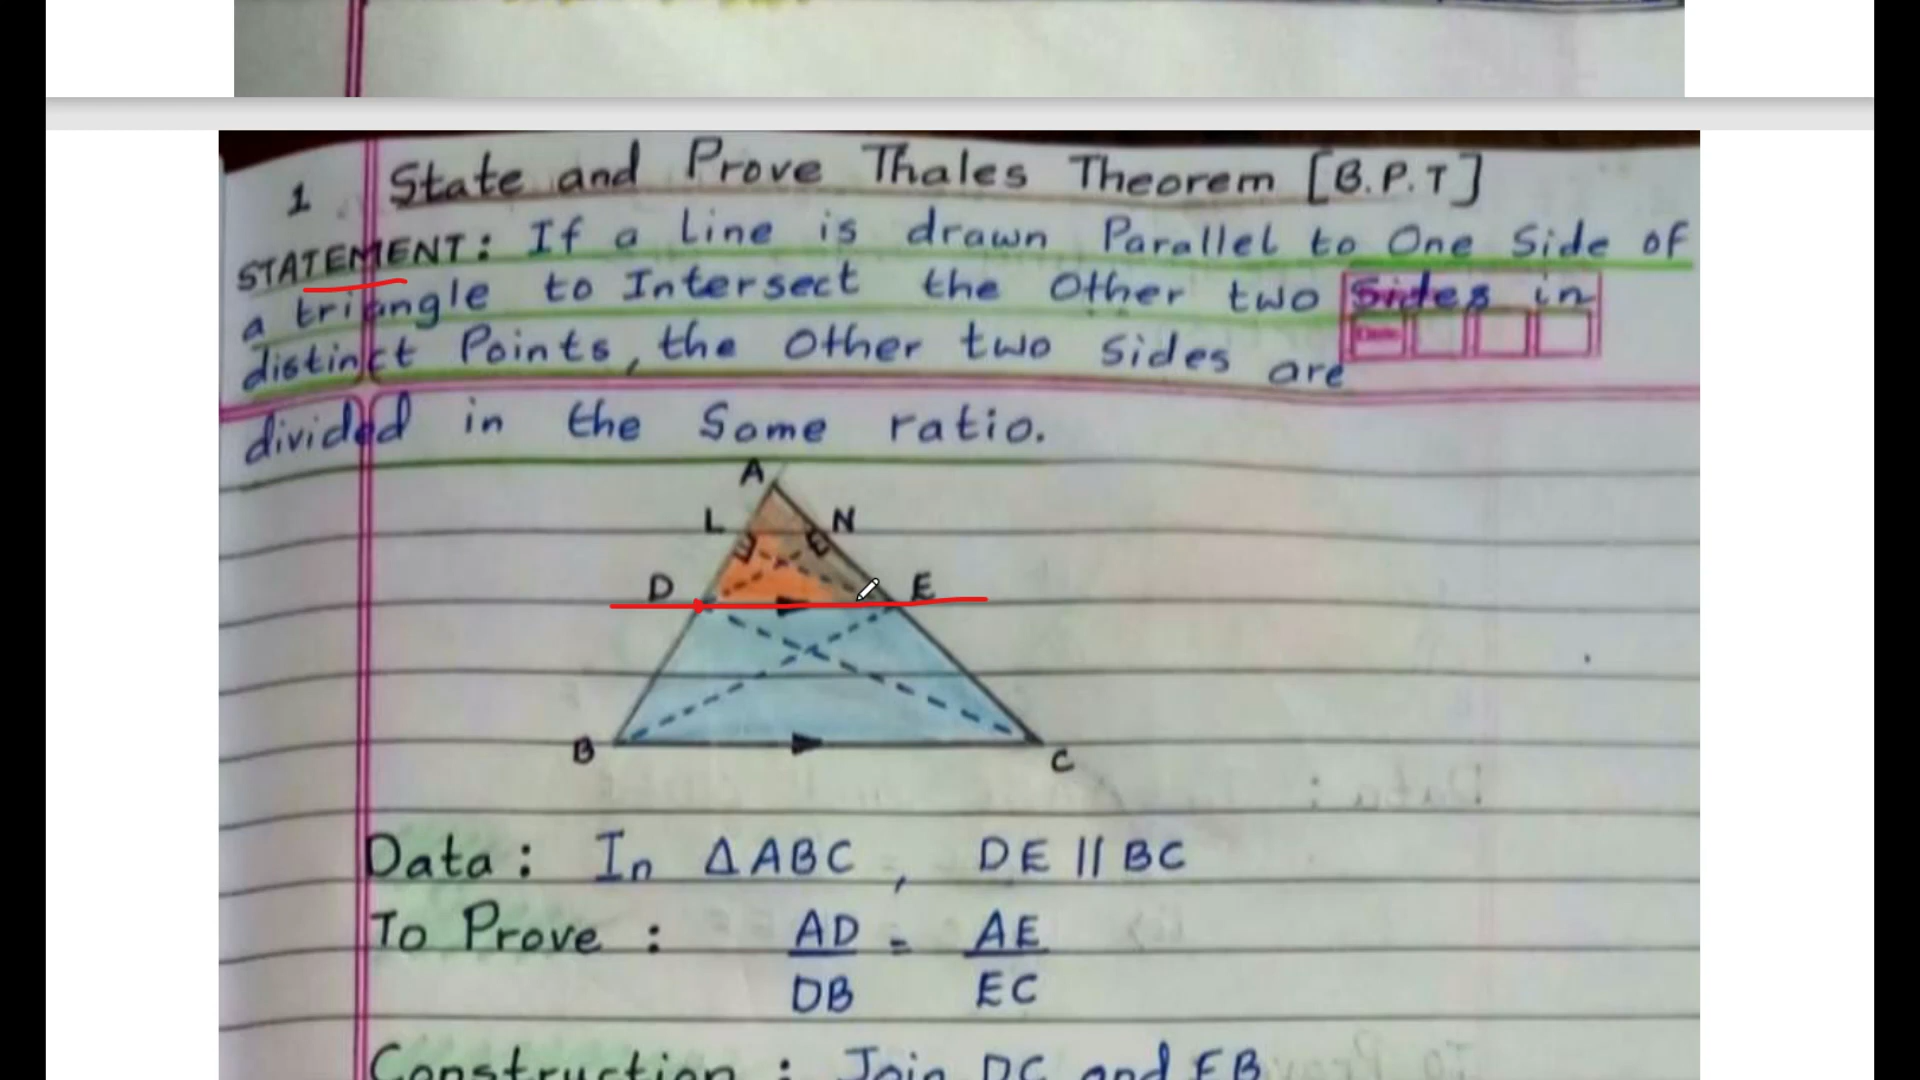 1 State and Prove Thales Theorem [B.P.T]
STATEMENT: If a Line is drawn Parallel to One Side of
a triangle to Intersect the Other two Sides in
distinct Points, the Other two Sides are
divided in the Same ratio.
A
L N
D E
B C
Data: In ΔABC, DE || BC
To Prove : AD = AE
DB EC
Construction : Join DC and EB